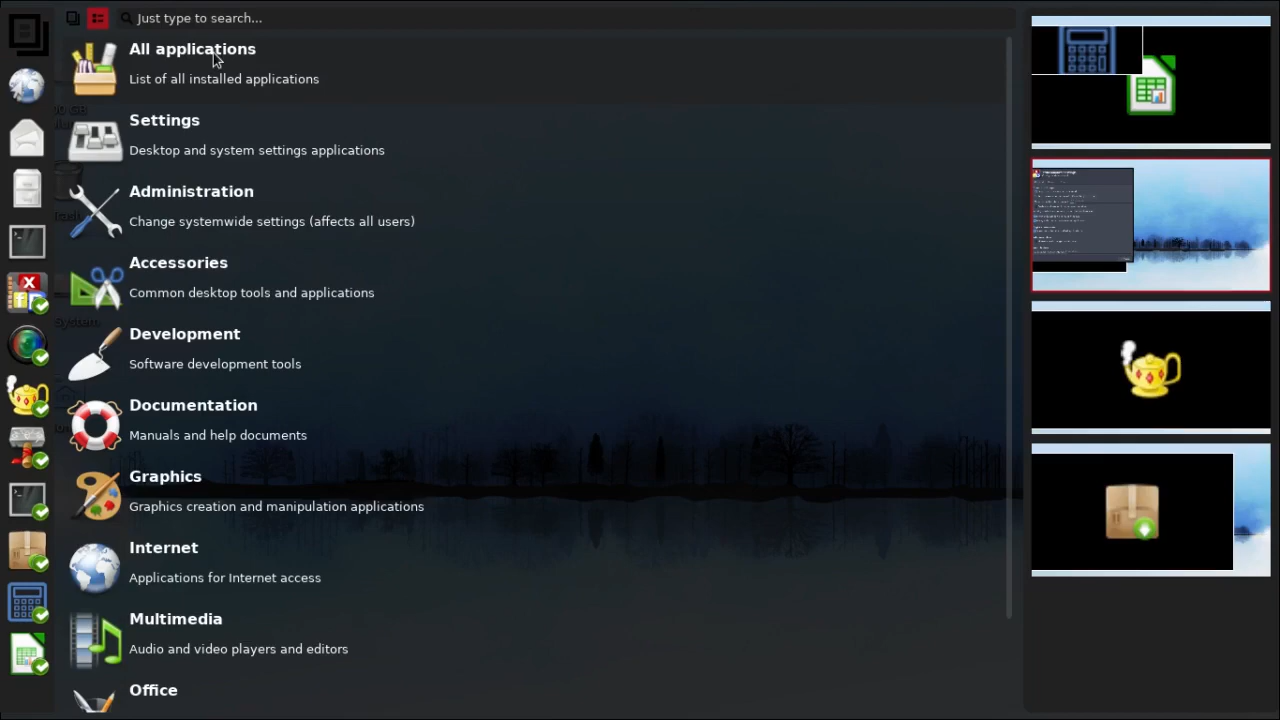 Just type to search...
All applications
List of all installed applications
Settings
Desktop and system settings applications
Administration
Change systemwide settings (affects all users)
Accessories
Common desktop tools and applications
Development
Software development tools
Documentation
Manuals and help documents
Graphics
Graphics creation and manipulation applications
Internet
Applications for Internet access
Multimedia
Audio and video players and editors
Office